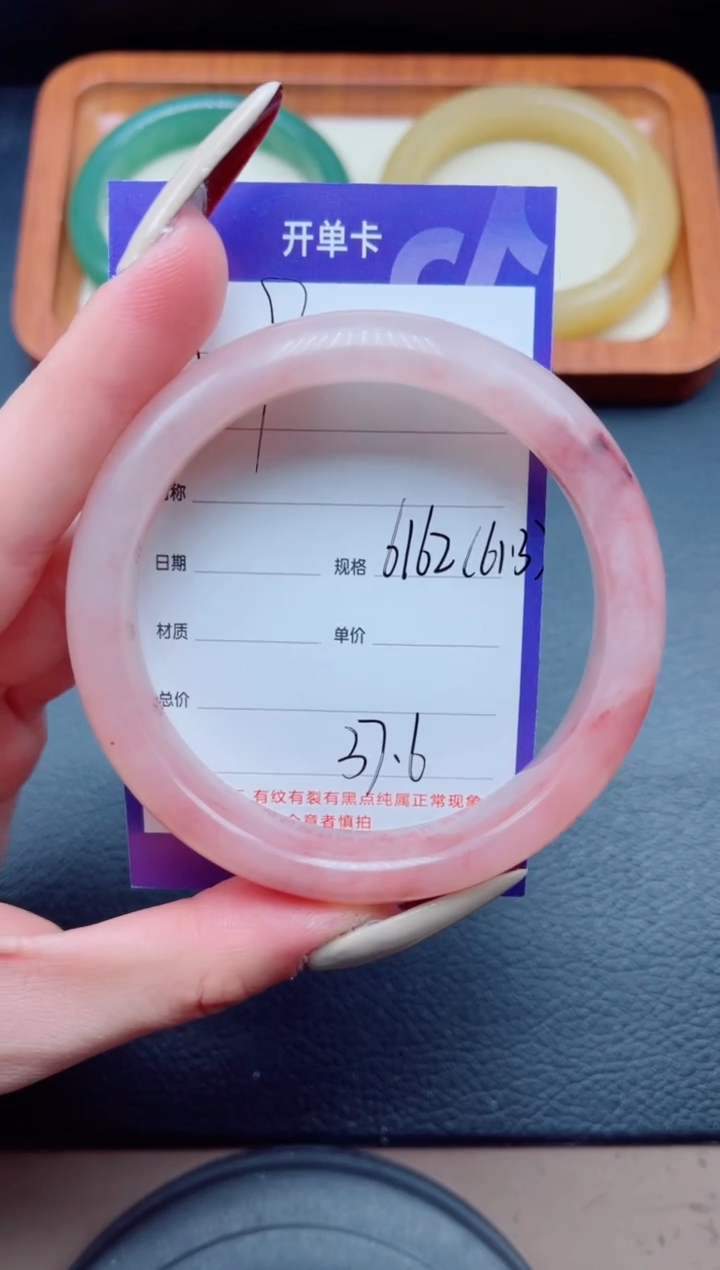 开单卡
P
称
日期 规格 6162(61.3)
材质 单价
总价
37.6
有纹有裂有黑点纯属正常现象
介意者慎拍